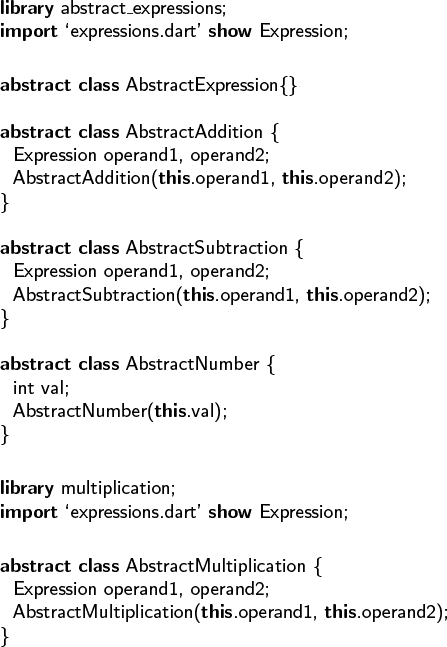 library abstract_expressions;
import ‘expressions.dart’ show Expression;
abstract class AbstractExpression{}
abstract class AbstractAddition {
Expression operand1, operand2;
AbstractAddition(this.operand1, this.operand2);
}
abstract class AbstractSubtraction {
Expression operand1, operand2;
AbstractSubtraction(this.operand1, this.operand2);
}
abstract class AbstractNumber {
int val;
AbstractNumber(this.val);
}
library multiplication;
import ‘expressions.dart’ show Expression;
abstract class AbstractMultiplication {
Expression operand1, operand2;
AbstractMultiplication(this.operand1, this.operand2);
}